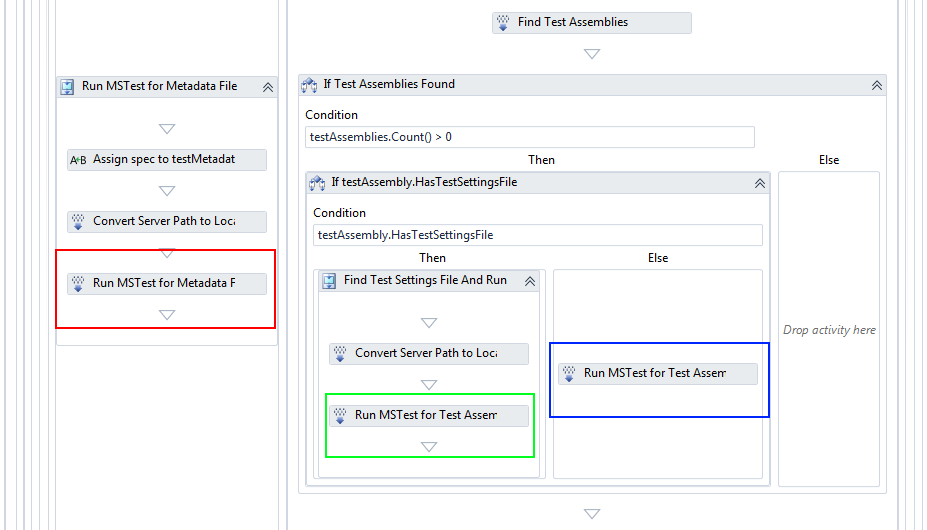 Find Test Assemblies
Run MSTest for Metadata File
If Test Assemblies Found
Condition
testAssemblies.Count() > 0
Then
Else
A+B Assign spec to testMetadat
If testAssembly.HasTestSettingsFile
Convert Server Path to Loca
Condition
testAssembly.HasTestSettingsFile
Then
Else
Run MSTest for Metadata F
Find Test Settings File And Run
Drop activity here
Convert Server Path to Loca
Run MSTest for Test Assem
Run MSTest for Test Assem